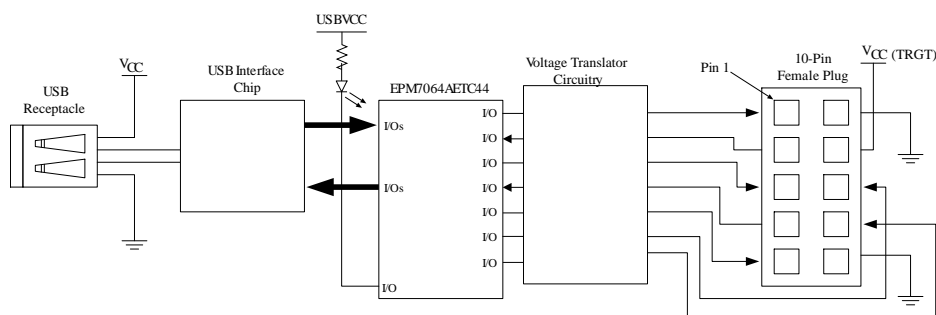 USBVCC
VCC
USB
Receptacle
USB Interface
Chip
EPM7064AETC44
I/Os
I/Os
I/O
I/O
I/O
I/O
I/O
I/O
I/O
I/O
Voltage Translator
Circuitry
Pin 1
10-Pin
Female Plug
VCC (TRGT)